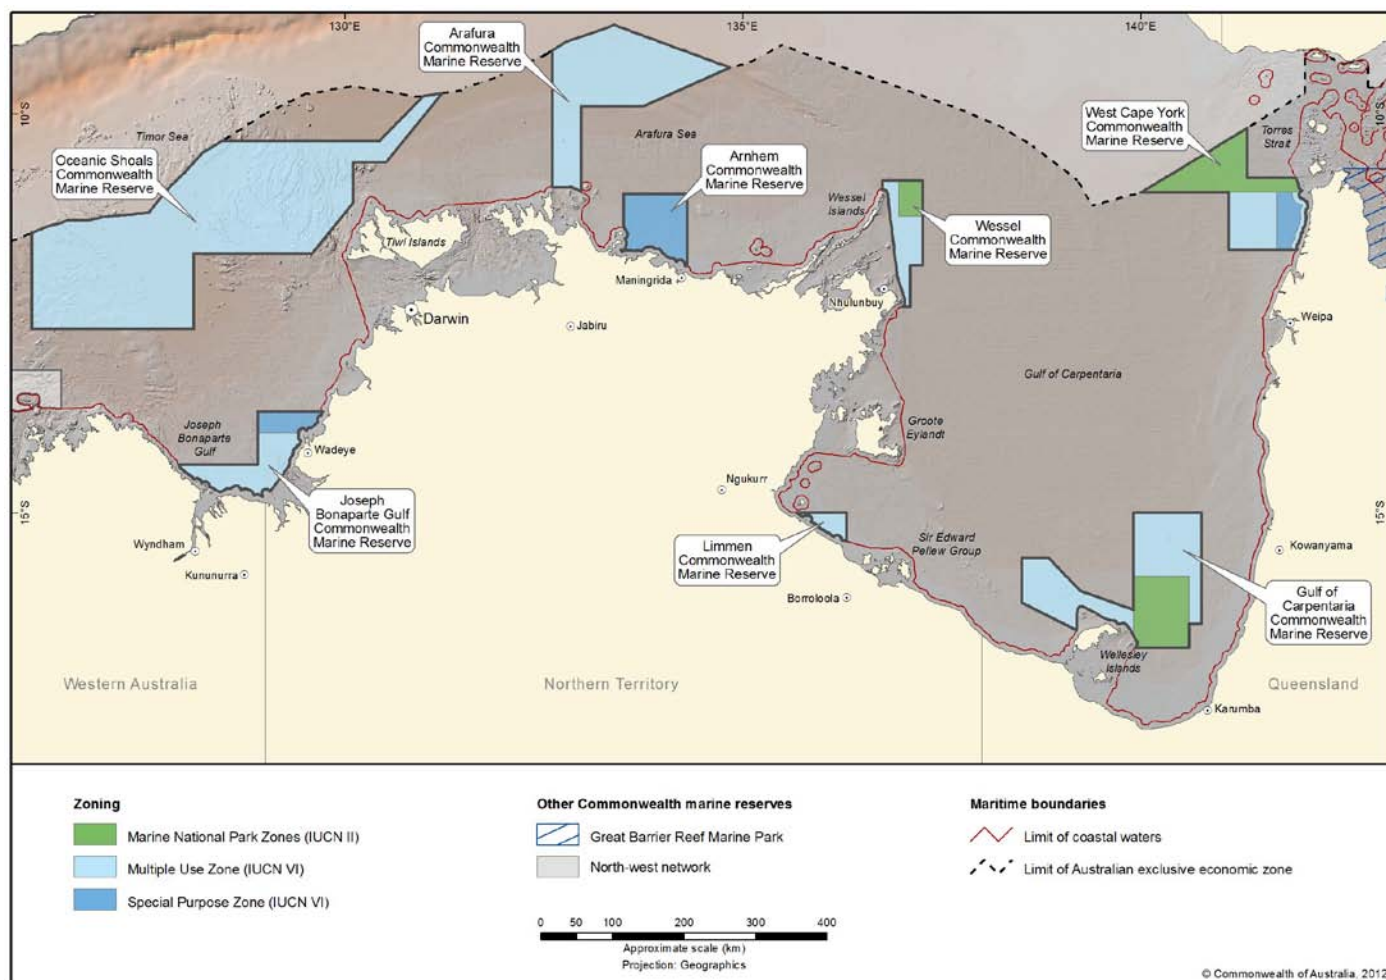 130°E
135°E
140°E
10°S
10°S
15°S
15°S
Arafura
Commonwealth
Marine Reserve
Timor Sea
Arafura Sea
West Cape York
Commonwealth
Marine Reserve
Torres
Strait
Oceanic Shoals
Commonwealth
Marine Reserve
Arnhem
Commonwealth
Marine Reserve
Wessel
Islands
Wessel
Commonwealth
Marine Reserve
Tiwi Islands
Maningrida
Nhulunbuy
Darwin
Jabiru
Weipa
Gulf of Carpentaria
Joseph
Bonaparte
Gulf
Groote
Eylandt
Wadeye
Ngukurr
Joseph
Bonaparte Gulf
Commonwealth
Marine Reserve
Wyndham
Kununurra
Limmen
Commonwealth
Marine Reserve
Sir Edward
Pellew Group
Kowanyama
Borroloola
Gulf of
Carpentaria
Commonwealth
Marine Reserve
Wellesley
Islands
Western Australia
Northern Territory
Queensland
Karumba
Zoning
Marine National Park Zones (IUCN II)
Multiple Use Zone (IUCN VI)
Special Purpose Zone (IUCN VI)
Other Commonwealth marine reserves
Great Barrier Reef Marine Park
North-west network
0 50 100 200 300 400
Approximate scale (km)
Projection: Geographics
Maritime boundaries
Limit of coastal waters
Limit of Australian exclusive economic zone
© Commonwealth of Australia, 2012